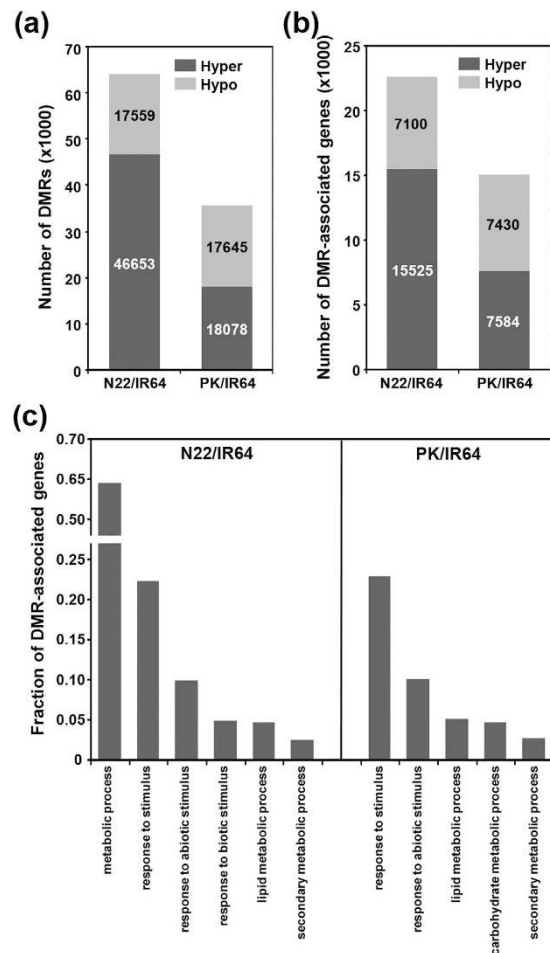 (a)
70
60
50
40
30
20
10
0
Number of DMRs (x1000)
Hyper
Hypo
17559
46653
17645
18078
N22/IR64
PK/IR64
(b)
25
20
15
10
5
0
Number of DMR-associated genes (x1000)
Hyper
Hypo
7100
15525
7430
7584
N22/IR64
PK/IR64
(c)
0.70
0.65
0.50
0.25
0.20
0.15
0.10
0.05
0
Fraction of DMR-associated genes
N22/IR64
PK/IR64
metabolic process
response to stimulus
response to abiotic stimulus
response to biotic stimulus
lipid metabolic process
secondary metabolic process
response to stimulus
response to abiotic stimulus
lipid metabolic process
carbohydrate metabolic process
secondary metabolic process